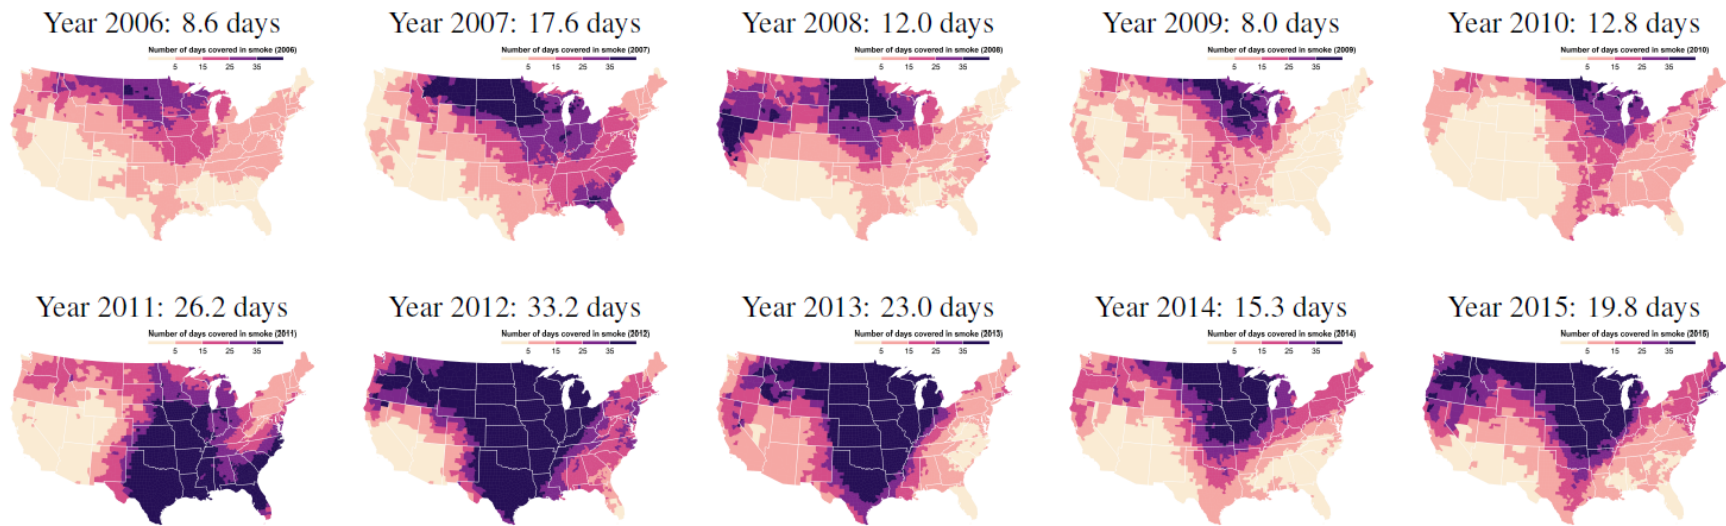 Year 2006: 8.6 days
Number of days covered in smoke (2006)
5 15 25 35
Year 2007: 17.6 days
Number of days covered in smoke (2007)
5 15 25 35
Year 2008: 12.0 days
Number of days covered in smoke (2008)
5 15 25 35
Year 2009: 8.0 days
Number of days covered in smoke (2009)
5 15 25 35
Year 2010: 12.8 days
Number of days covered in smoke (2010)
5 15 25 35
Year 2011: 26.2 days
Number of days covered in smoke (2011)
5 15 25 35
Year 2012: 33.2 days
Number of days covered in smoke (2012)
5 15 25 35
Year 2013: 23.0 days
Number of days covered in smoke (2013)
5 15 25 35
Year 2014: 15.3 days
Number of days covered in smoke (2014)
5 15 25 35
Year 2015: 19.8 days
Number of days covered in smoke (2015)
5 15 25 35